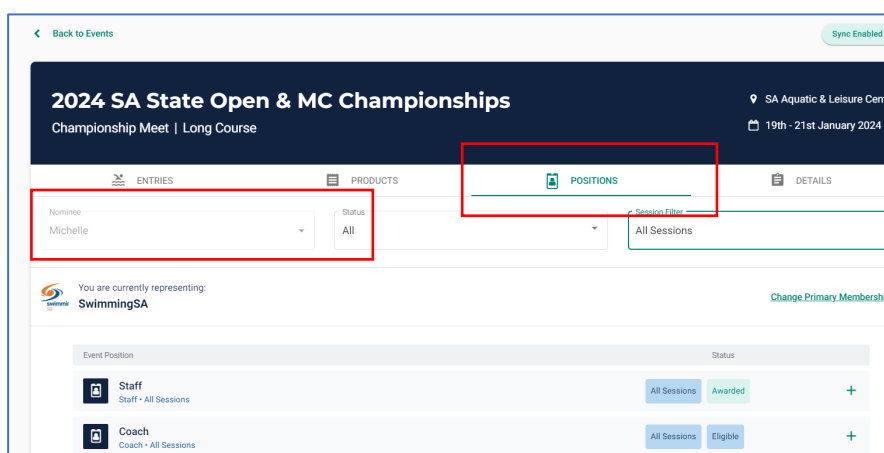 Back to Events
Sync Enabled
2024 SA State Open & MC Championships
Championship Meet | Long Course
SA Aquatic & Leisure Cen
19th - 21st January 2024
ENTRIES
PRODUCTS
POSITIONS
DETAILS
Nominee
Michelle
Status
All
Session Filter
All Sessions
You are currently representing:
SwimmingSA
Change Primary Membershi
Event Position
Status
Staff
Staff • All Sessions
All Sessions
Awarded
Coach
Coach • All Sessions
All Sessions
Eligible